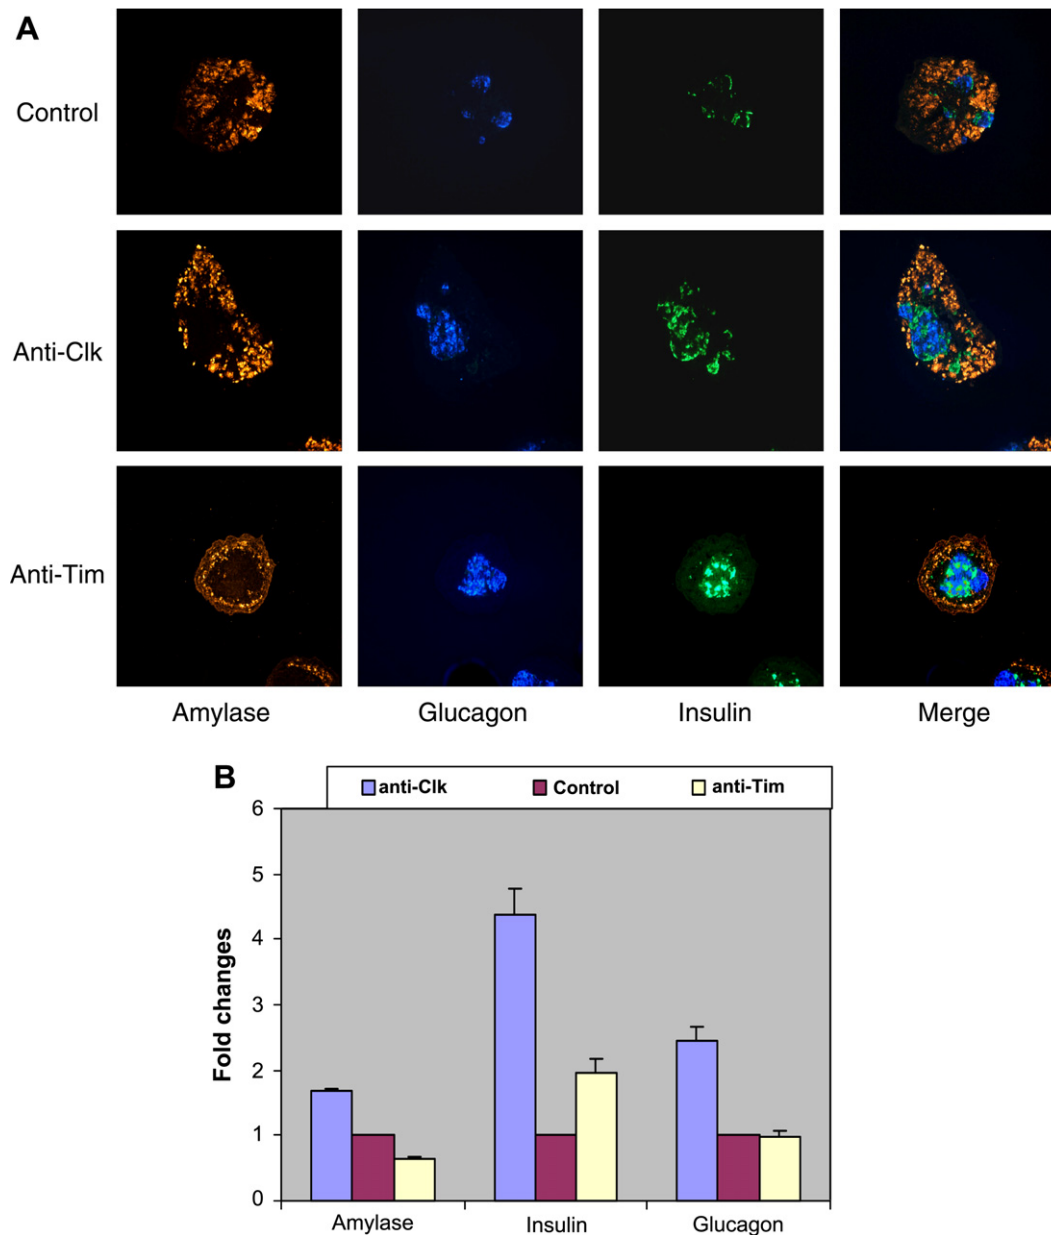 A
Control
Anti-Clk
Anti-Tim
Amylase Glucagon Insulin Merge
B
anti-Clk Control anti-Tim
Fold changes
6
5
4
3
2
1
0
Amylase Insulin Glucagon